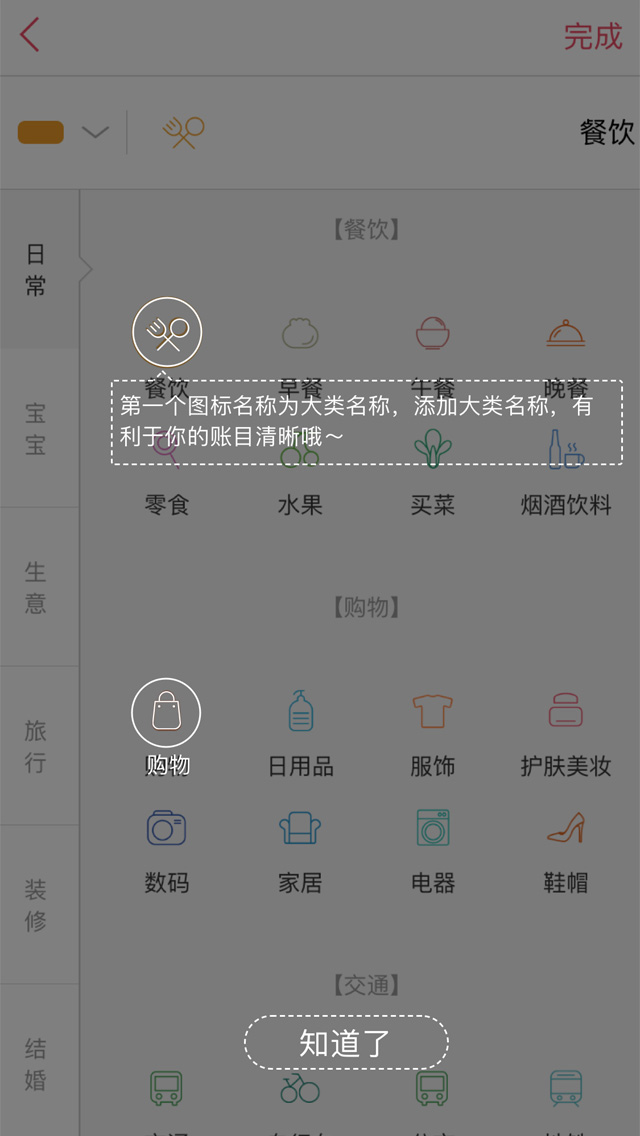 完成
餐饮
日常
宝宝
生意
旅行
装修
结婚
【餐饮】
餐饮 早餐 午餐 晚餐
第一个图标名称为大类名称，添加大类名称，有
利于你的账目清晰哦～
零食 水果 买菜 烟酒饮料
【购物】
购物 日用品 服饰 护肤美妆
数码 家居 电器 鞋帽
【交通】
知道了